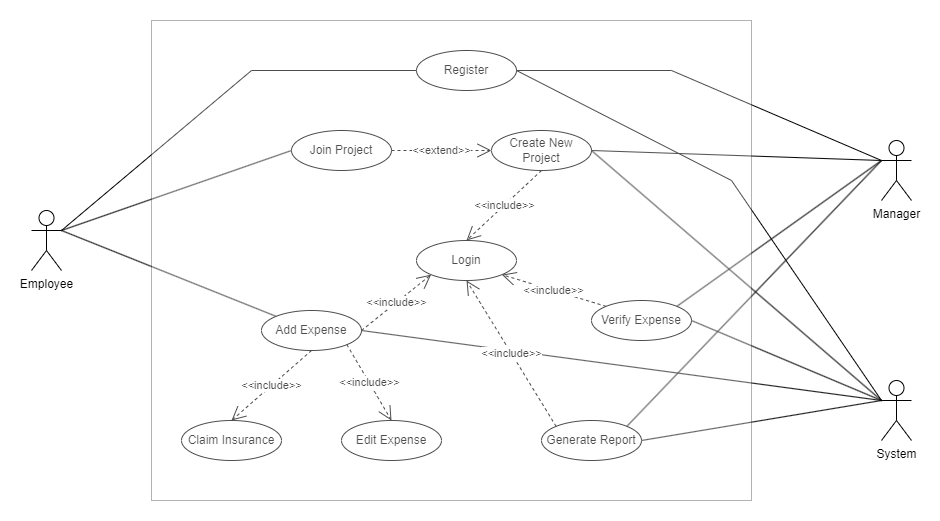 Register
Join Project
<<extend>>
Create New
Project
<<include>>
Manager
Login
Employee
<<include>>
<<include>>
Add Expense
Verify Expense
<<include>>
<<include>>
<<include>>
Claim Insurance
Edit Expense
Generate Report
System